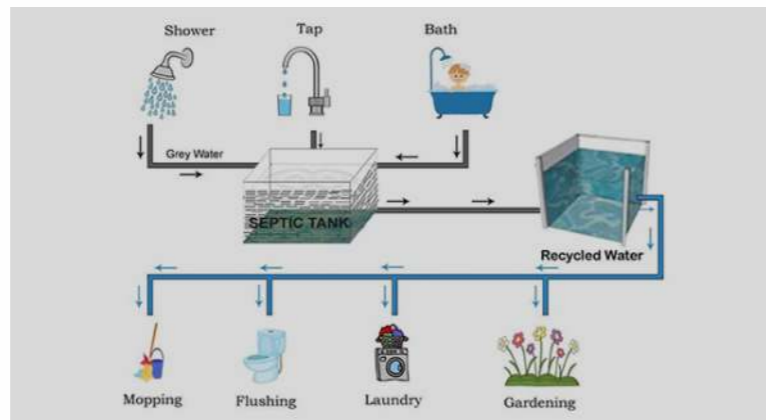 Shower
Tap
Bath
Grey Water
SEPTIC TANK
Recycled Water
Mopping
Flushing
Laundry
Gardening